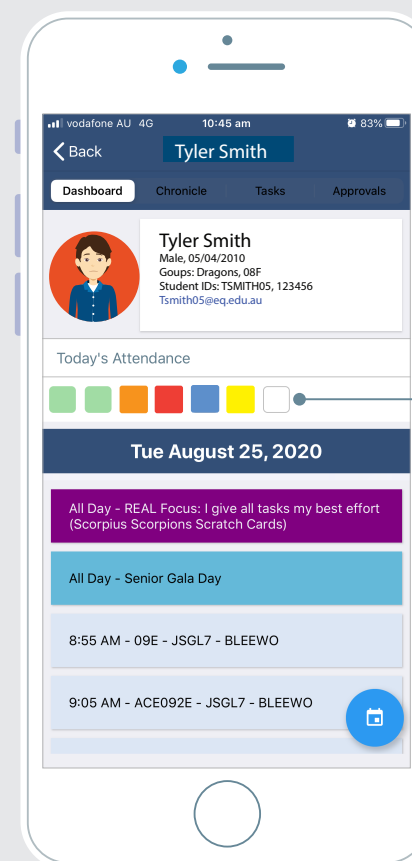 vodafone AU 4G 10:45 am 83%
Back Tyler Smith
Dashboard Chronicle Tasks Approvals
Tyler Smith
Male, 05/04/2010
Goups: Dragons, 08F
Student IDs: TSMITH05, 123456
Tsmith05@eq.edu.au
Today's Attendance
Tue August 25, 2020
All Day - REAL Focus: I give all tasks my best effort
(Scorpius Scorpions Scratch Cards)
All Day - Senior Gala Day
8:55 AM - 09E - JSGL7 - BLEEWO
9:05 AM - ACE092E - JSGL7 - BLEEWO